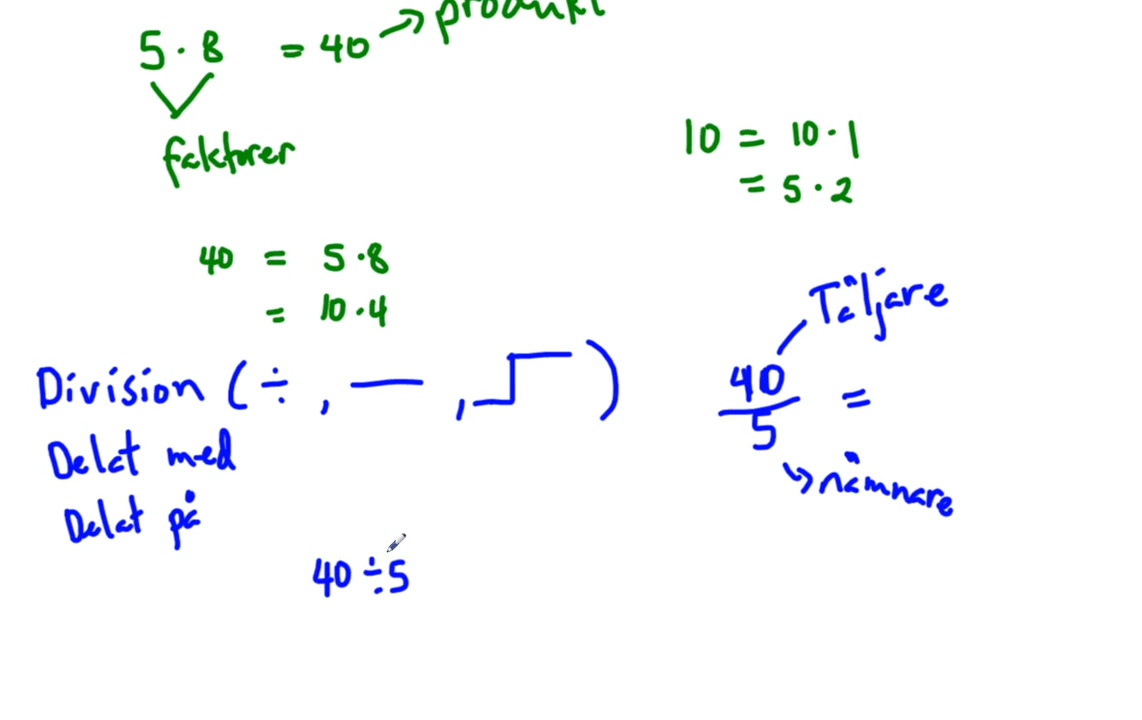 5 · 8 = 40 → produkt
faktorer
10 = 10 · 1
= 5 · 2
40 = 5 · 8
= 10 · 4
Täljare
Division ( ÷ , — , )
40/5 =
Delat med
nämnare
Delat på
40 ÷ 5